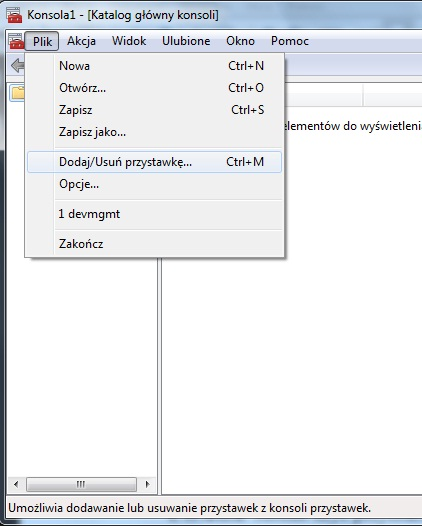 Konsola1 - [Katalog główny konsoli]
Plik Akcja Widok Ulubione Okno Pomoc
Nowa Ctrl+N
Otwórz... Ctrl+O
Zapisz Ctrl+S
Zapisz jako...
elementów do wyświetlenia
Dodaj/Usuń przystawkę... Ctrl+M
Opcje...
1 devmgmt
Zakończ
Umożliwia dodawanie lub usuwanie przystawek z konsoli przystawek.